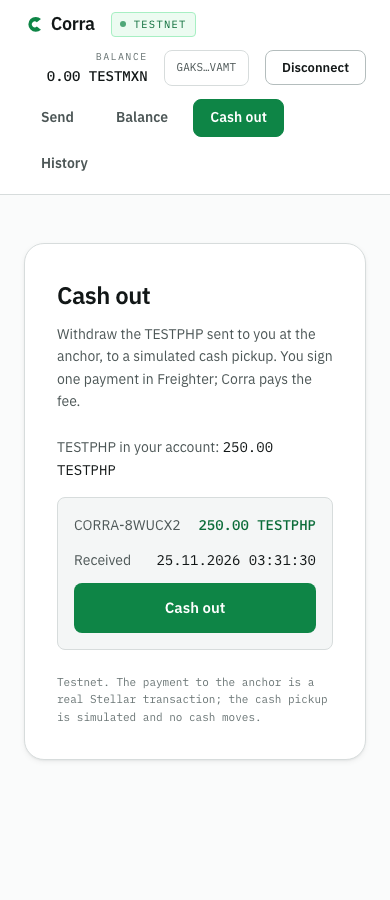 Corra
TESTNET
BALANCE
0.00 TESTMXN
GAKS…VAMT
Disconnect
Send
Balance
Cash out
History
Cash out
Withdraw the TESTPHP sent to you at the
anchor, to a simulated cash pickup. You sign
one payment in Freighter; Corra pays the
fee.
TESTPHP in your account: 250.00
TESTPHP
CORRA-8WUCX2 250.00 TESTPHP
Received 25.11.2026 03:31:30
Cash out
Testnet. The payment to the anchor is a
real Stellar transaction; the cash pickup
is simulated and no cash moves.